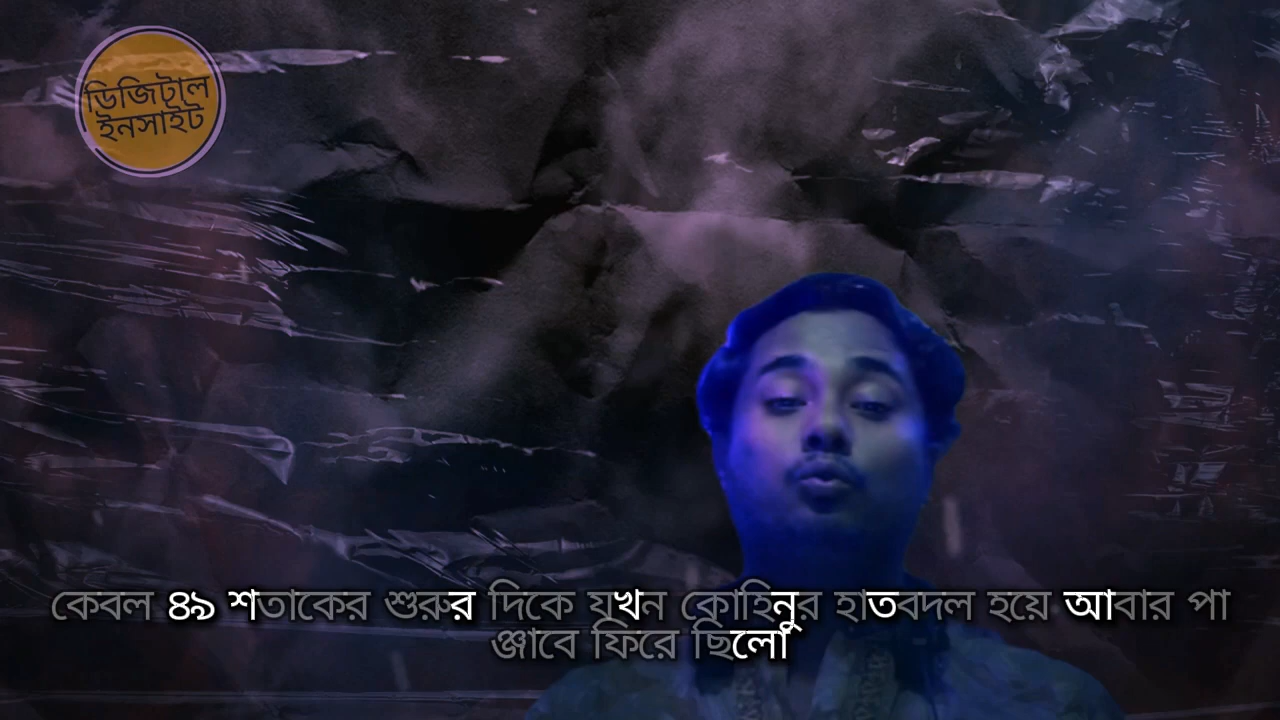 ডিজিটাল
ইনসাইট
কেবল ৪৯ শতাকের শুরুর দিকে যখন কোহিনুর হাতবদল হয়ে আবার পা
ঞ্জাবে ফিরে ছিলো